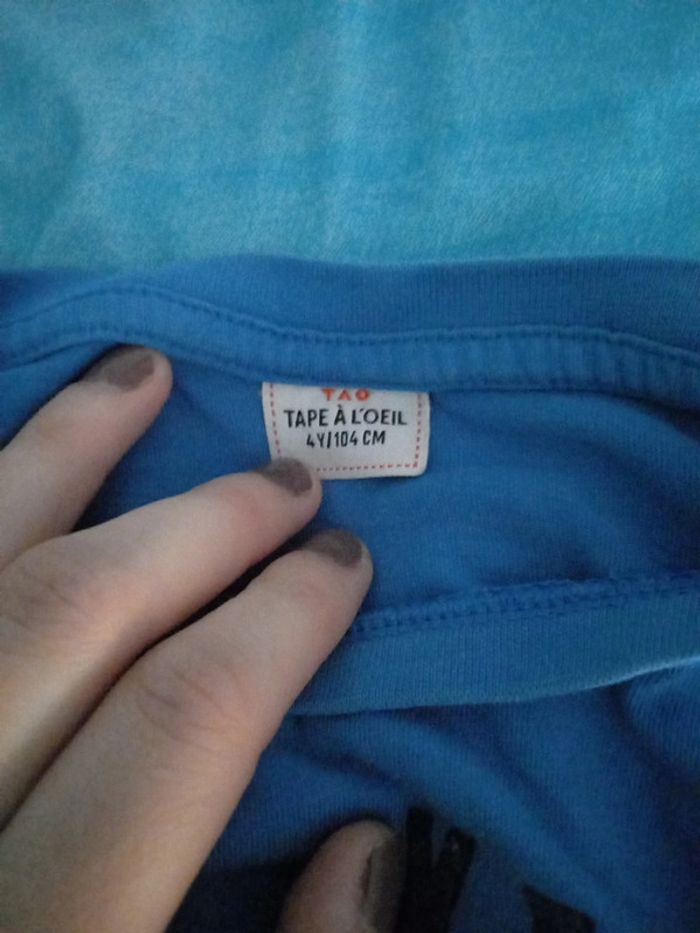 TAO
TAPE À L'OEIL
4Y/104 CM